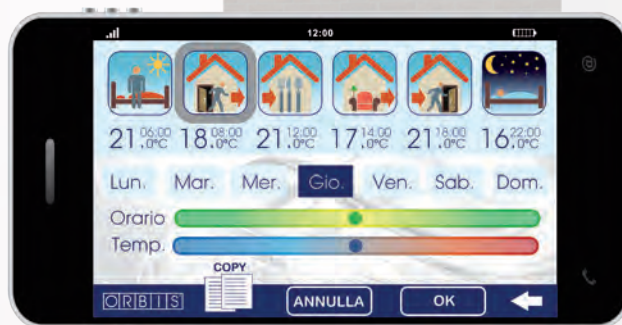 12:00
21.0°C 06:00 18.0°C 08:00 21.0°C 12:00 17.0°C 14:00 21.0°C 18:00 16.0°C 22:00
Lun. Mar. Mer. Gio. Ven. Sab. Dom.
Orario
Temp.
COPY
ORBIS ANNULLA OK